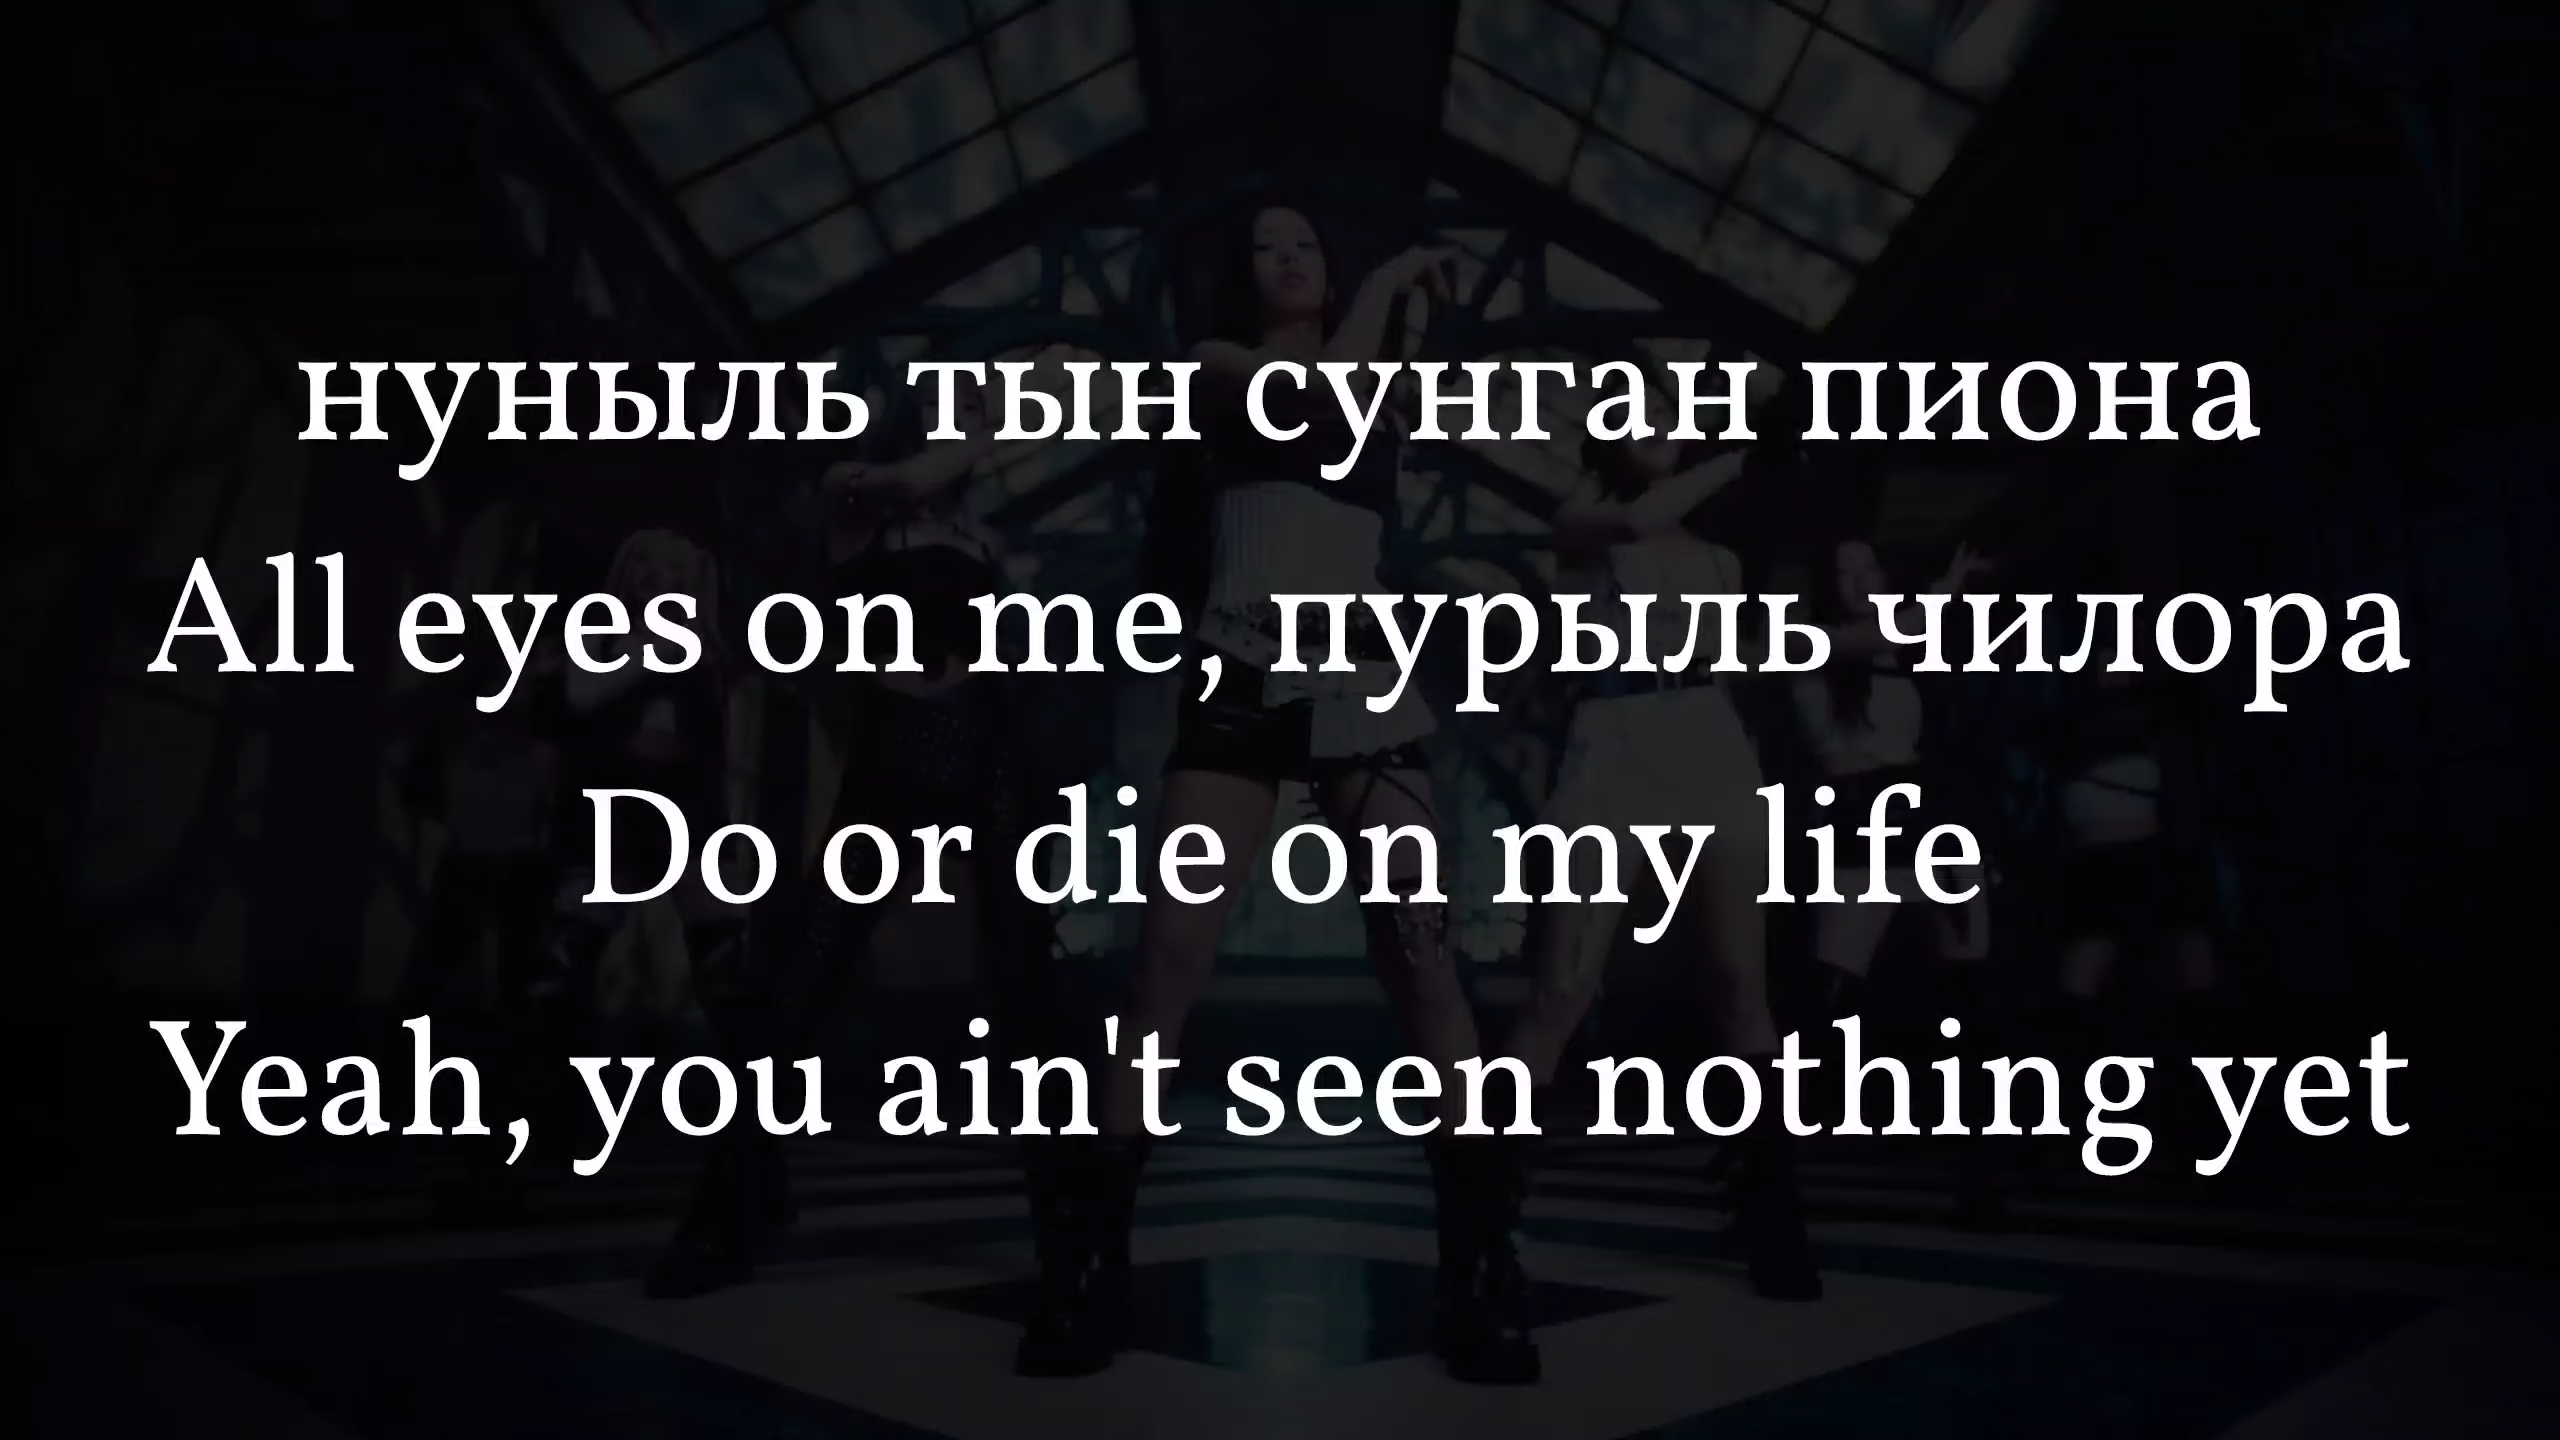 нуныль тын сунган пиона
All eyes on me, пурыль чилора
Do or die on my life
Yeah, you ain't seen nothing yet